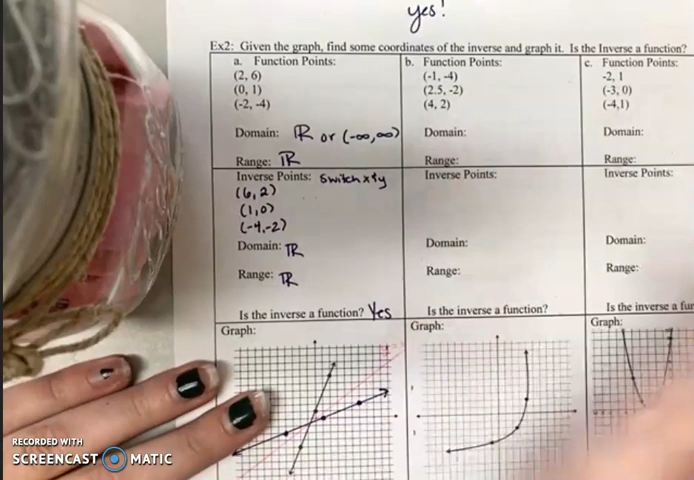 yes!
Ex2: Given the graph, find some coordinates of the inverse and graph it. Is the Inverse a function?
a. Function Points:
(2, 6)
(0, 1)
(-2, -4)
Domain: ℝ or (-∞,∞)
Range: ℝ
Inverse Points: Switch x + y
(6,2)
(1,0)
(-4,-2)
Domain: ℝ
Range: ℝ
Is the inverse a function? Yes
Graph:
b. Function Points:
(-1, -4)
(2.5, -2)
(4, 2)
Domain:
Range:
Inverse Points:
Domain:
Range:
Is the inverse a function?
Graph:
c. Function Points:
-2, 1
(-3, 0)
(-4,1)
Domain:
Range:
Inverse Points:
Domain:
Range:
Is the inverse a fur
Graph:
RECORDED WITH
SCREENCAST MATIC